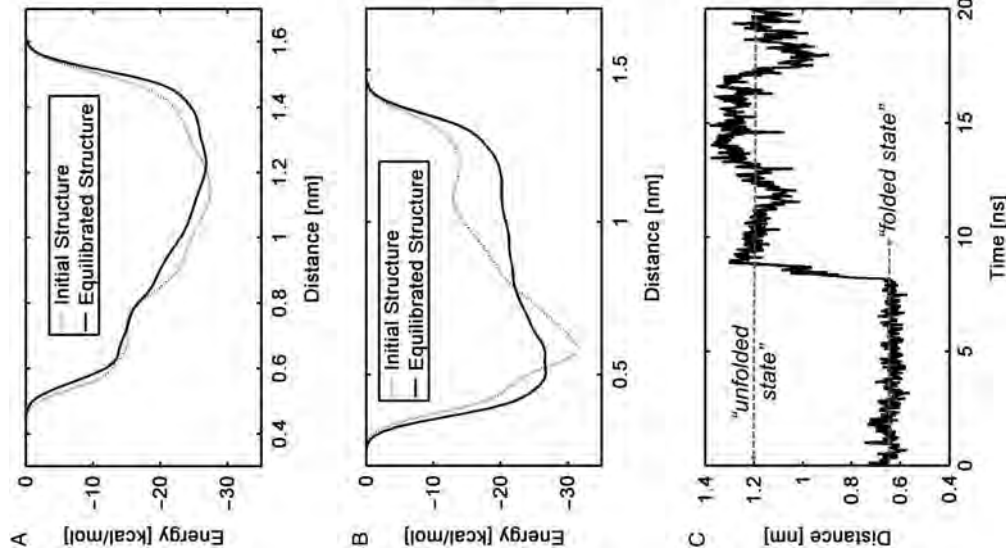 A
Energy [kcal/mol]
0
−10
−20
−30
Initial Structure
Equilibrated Structure
0.4
0.6
0.8
1
1.2
1.4
1.6
Distance [nm]
B
Energy [kcal/mol]
0
−10
−20
−30
Initial Structure
Equilibrated Structure
0.5
1
1.5
Distance [nm]
C
Distance [nm]
1.4
1.2
1
0.8
0.6
0.4
"unfolded
state"
"folded state"
0
5
10
15
20
Time [ns]